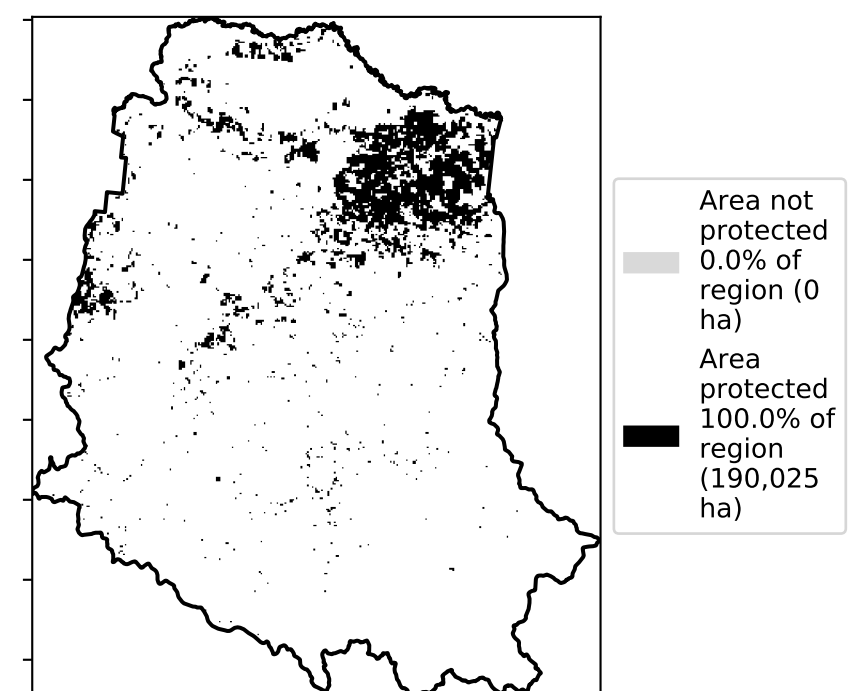 Area not
protected
0.0% of
region (0
ha)
Area
protected
100.0% of
region
(190,025
ha)